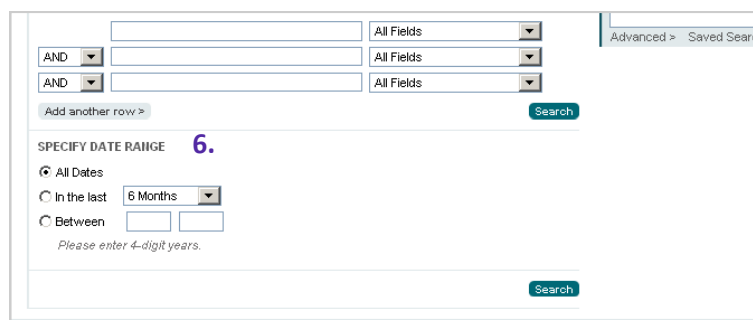 All Fields
Advanced > Saved Sear
AND All Fields
AND All Fields
Add another row > Search
SPECIFY DATE RANGE 6.
All Dates
In the last 6 Months
Between
Please enter 4-digit years.
Search